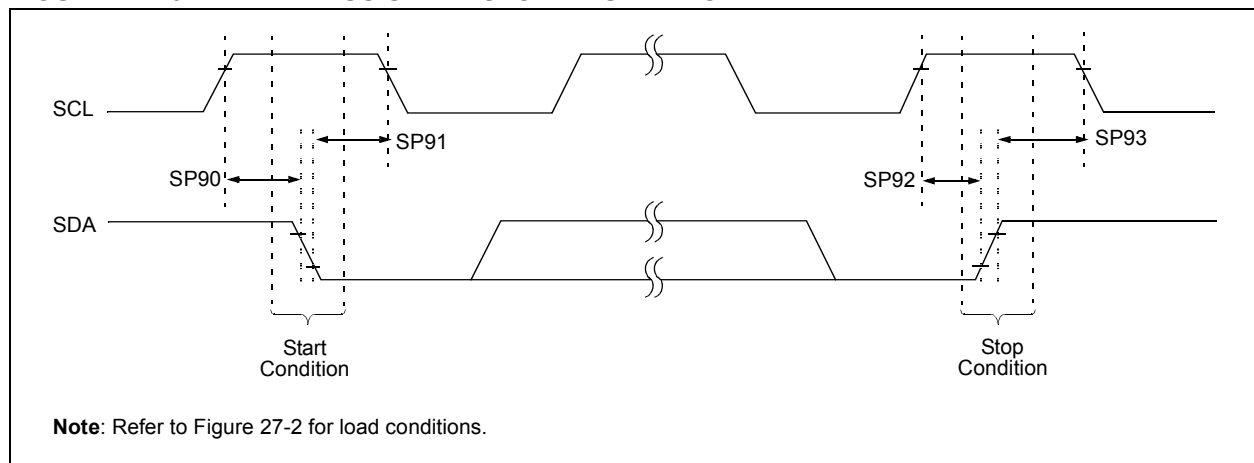 SCL
SP91
SP93
SP90
SP92
SDA
Start
Condition
Stop
Condition
Note: Refer to Figure 27-2 for load conditions.